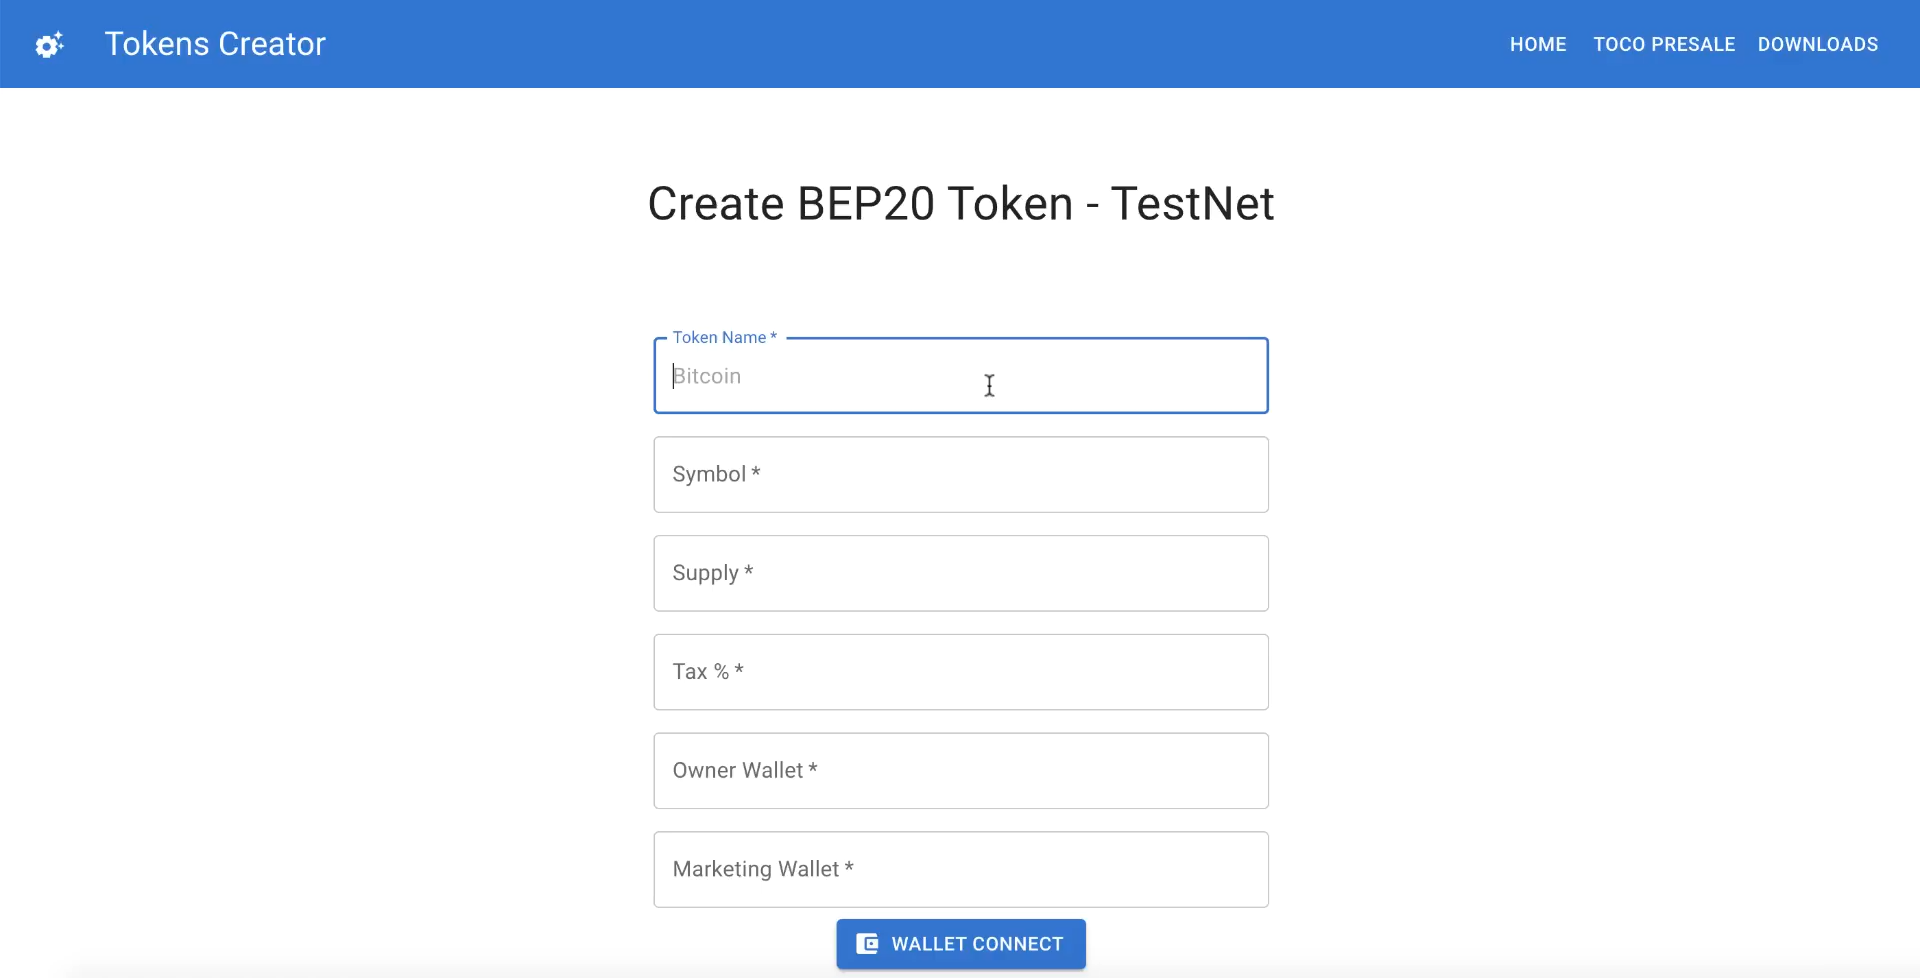 Tokens Creator
HOME TOCO PRESALE DOWNLOADS
Create BEP20 Token - TestNet
Token Name *
Bitcoin
Symbol *
Supply *
Tax % *
Owner Wallet *
Marketing Wallet *
WALLET CONNECT